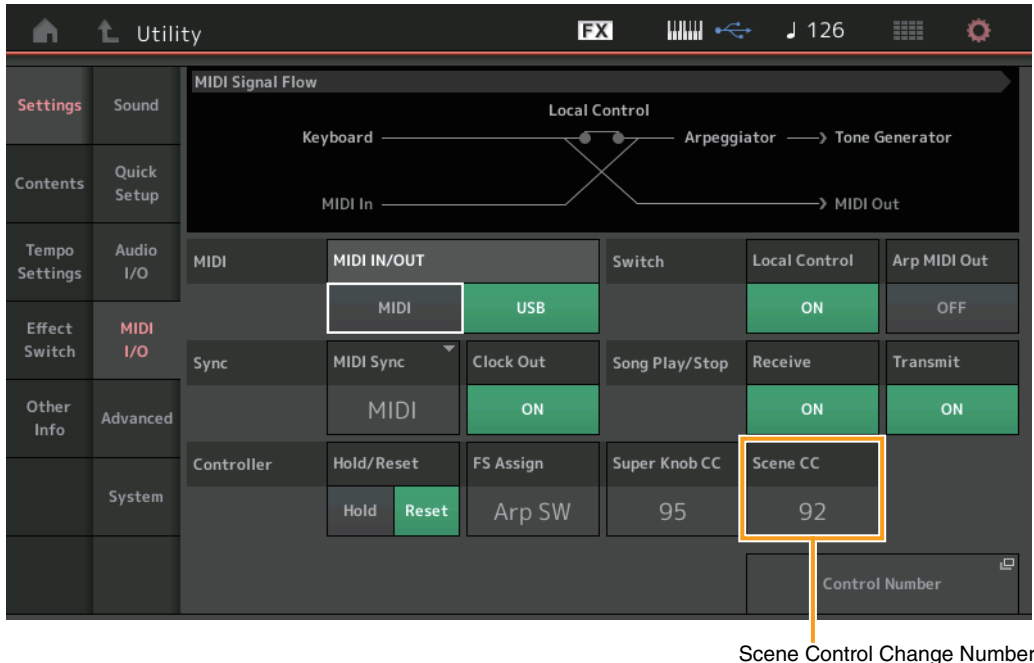 Utility FX 126
MIDI Signal Flow
Settings Sound
Local Control
Keyboard Arpeggiator Tone Generator
Contents Quick Setup
MIDI In MIDI Out
Tempo Settings Audio I/O
MIDI MIDI IN/OUT Switch Local Control Arp MIDI Out
MIDI USB ON OFF
Effect Switch MIDI I/O
Sync MIDI Sync Clock Out Song Play/Stop Receive Transmit
MIDI ON ON ON
Other Info Advanced
Controller Hold/Reset FS Assign Super Knob CC Scene CC
System Hold Reset Arp SW 95 92
Control Number
Scene Control Change Number